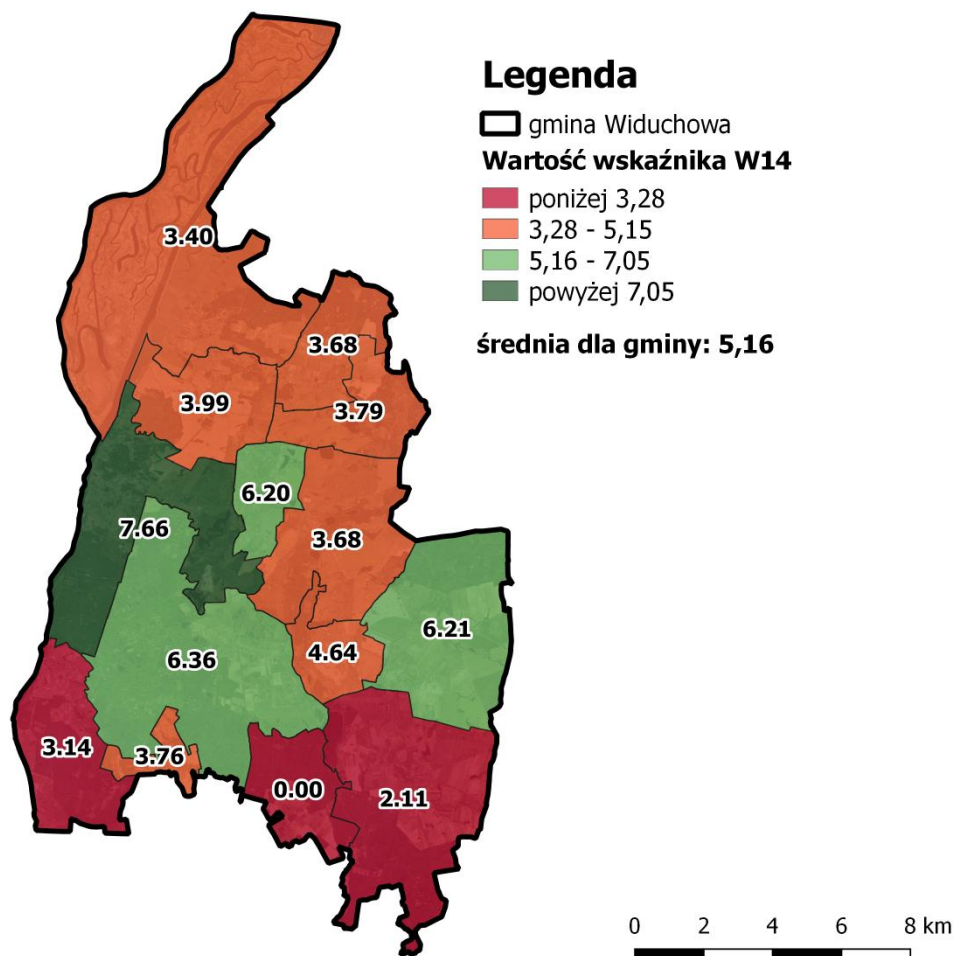 Legenda
gmina Widuchowa
Wartość wskaźnika W14
poniżej 3,28
3,28 - 5,15
5,16 - 7,05
powyżej 7,05
średnia dla gminy: 5,16
3.40
3.68
3.99
3.79
6.20
7.66
3.68
6.21
4.64
6.36
3.14
3.76
0.00
2.11
0 2 4 6 8 km